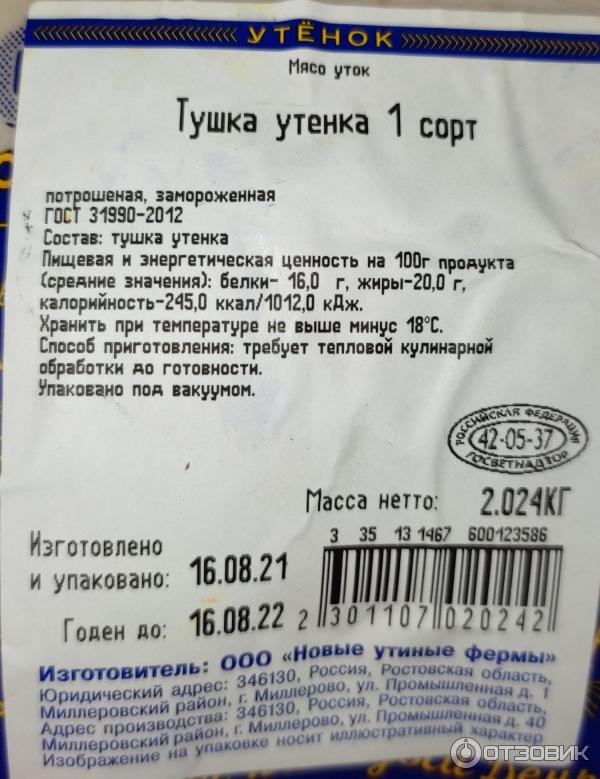 УТЁНОК
Мясо уток
Тушка утенка 1 сорт
потрошеная, замороженная
ГОСТ 31990-2012
Состав: тушка утенка
Пищевая и энергетическая ценность на 100г продукта
(средние значения): белки- 16,0 г, жиры-20,0 г,
калорийность-245,0 ккал/1012,0 кДж.
Хранить при температуре не выше минус 18°С.
Способ приготовления: требует тепловой кулинарной
обработки до готовности.
Упаковано под вакуумом.
РОССИЙСКАЯ ФЕДЕРАЦИЯ
42-05-37
ГОСВЕТНАДЗОР
Масса нетто: 2.024КГ
3 35 13 1467 600123586
Изготовлено
и упаковано: 16.08.21
Годен до: 16.08.22
2 301107 020242
Изготовитель: ООО «Новые утиные фермы»
Юридический адрес: 346130, Россия, Ростовская область,
Миллеровский район, г. Миллерово, ул. Промышленная д. 1
Адрес производства: 346130, Россия, Ростовская область,
Миллеровский район, г. Миллерово, ул. Промышленная д. 40
Изображение на упаковке носит иллюстративный характер
ОТЗОВИК